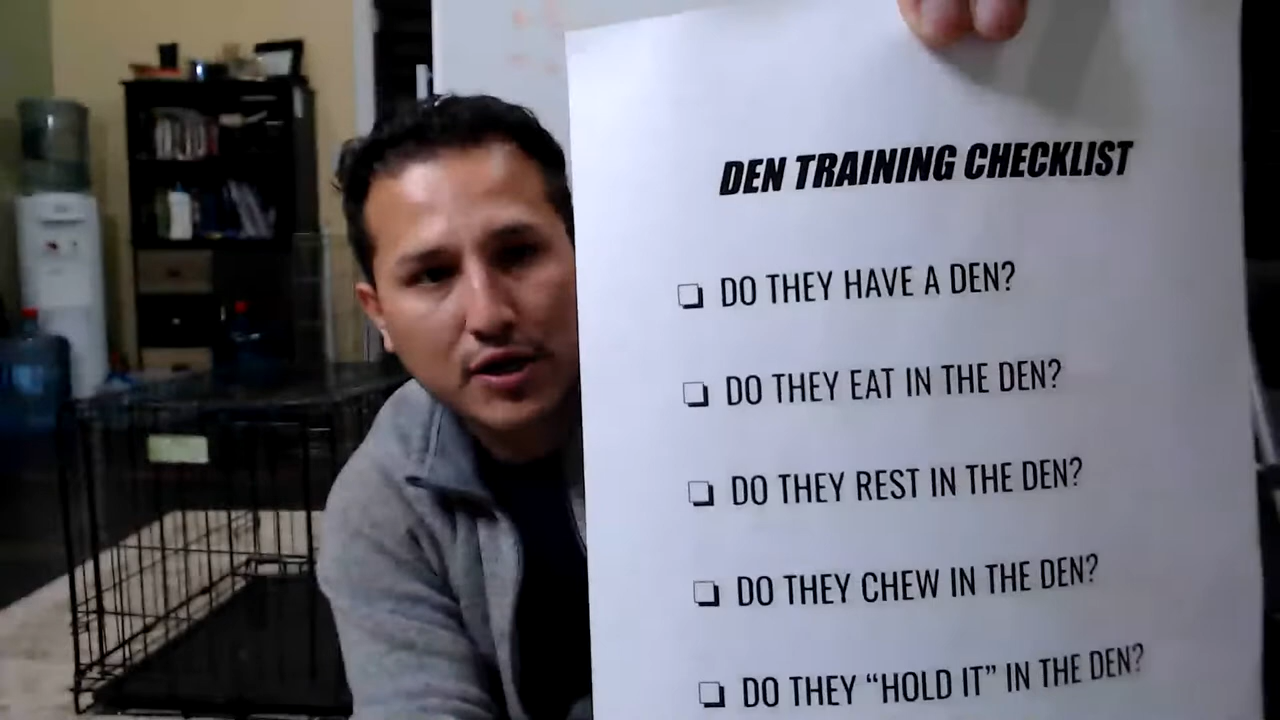 DEN TRAINING CHECKLIST
❏ DO THEY HAVE A DEN?
❏ DO THEY EAT IN THE DEN?
❏ DO THEY REST IN THE DEN?
❏ DO THEY CHEW IN THE DEN?
❏ DO THEY “HOLD IT” IN THE DEN?